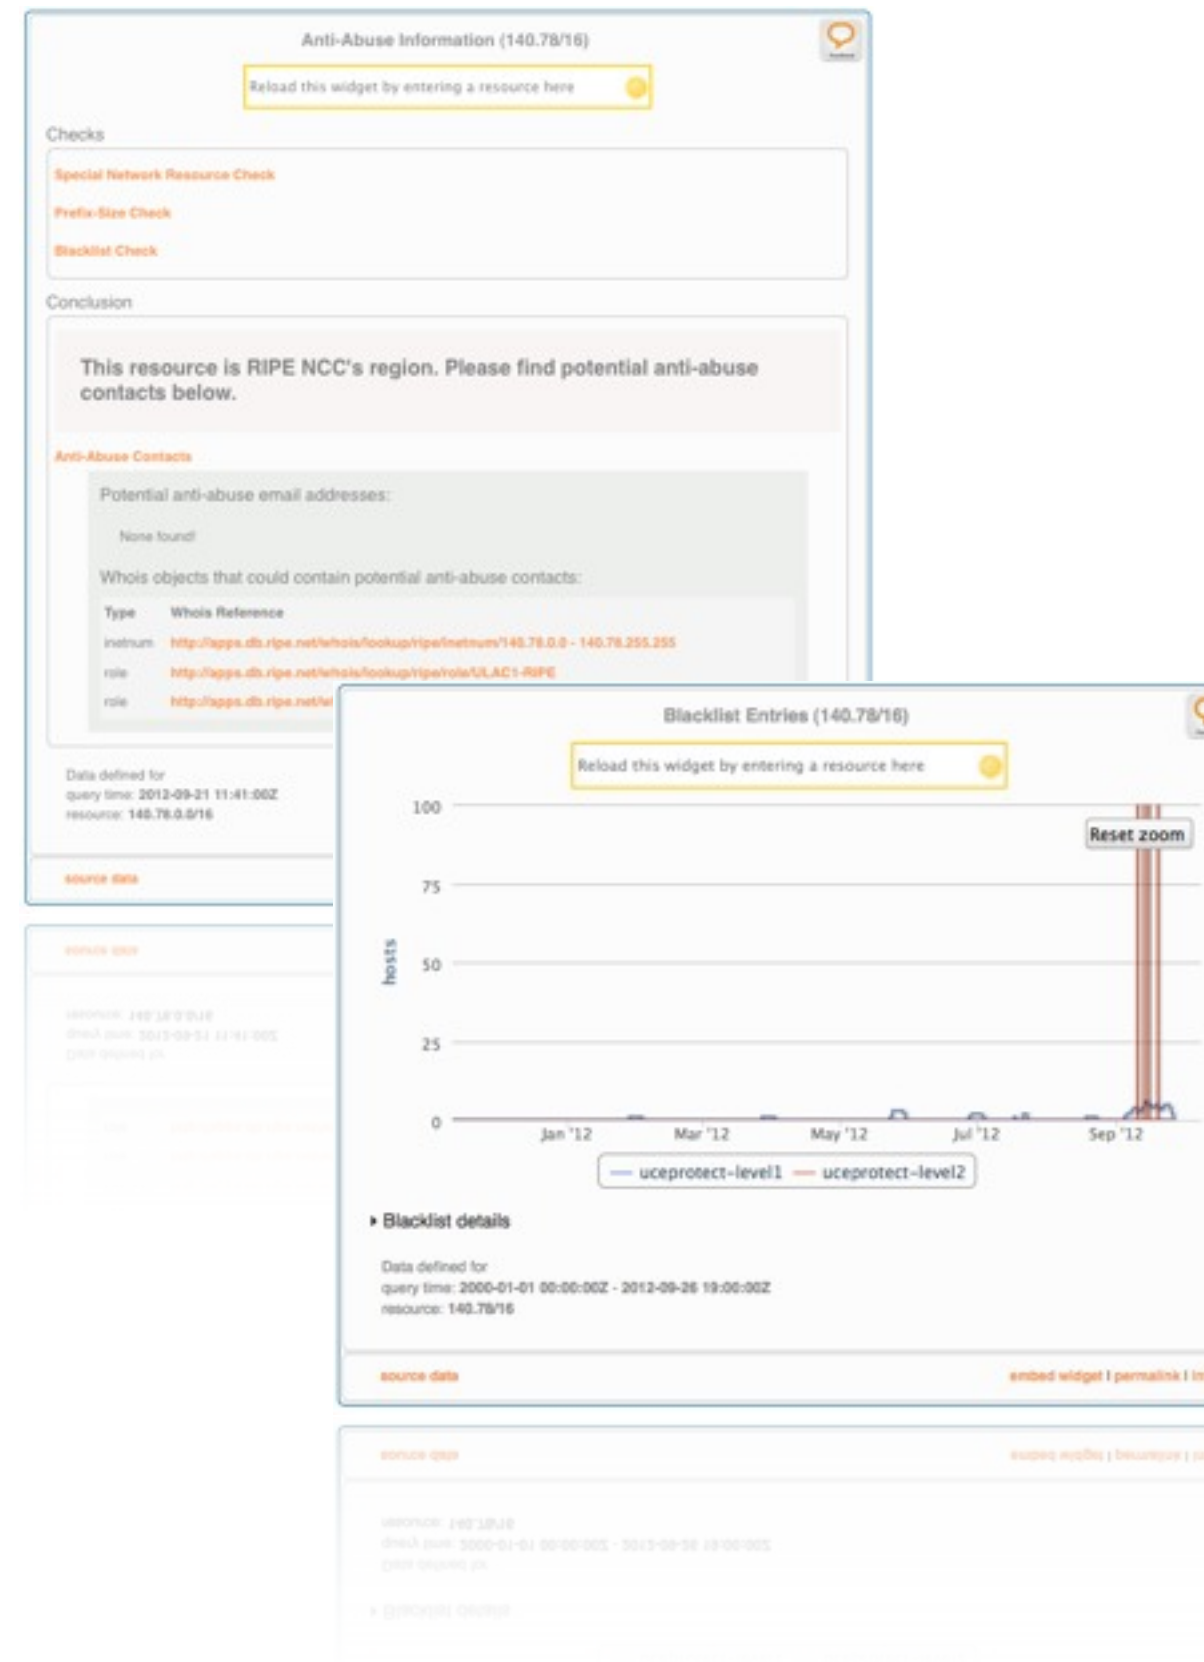 Anti-Abuse Information (140.78/16)
Reload this widget by entering a resource here
Checks
Special Network Resource Check
Prefix-Size Check
Blacklist Check
Conclusion
This resource is RIPE NCC's region. Please find potential anti-abuse
contacts below.
Anti-Abuse Contacts
Potential anti-abuse email addresses:
None found!
Whois objects that could contain potential anti-abuse contacts:
Type Whois Reference
inetnum http://apps.db.ripe.net/whois/lookup/ripe/inetnum/140.78.0.0 - 140.78.255.255
role http://apps.db.ripe.net/whois/lookup/ripe/role/ULAC1-RIPE
role http://apps.db.ripe.net/w
Data defined for
query time: 2012-09-21 11:41:00Z
resource: 140.78.0.0/16
source data
Blacklist Entries (140.78/16)
Reload this widget by entering a resource here
100
Reset zoom
75
hosts
50
25
0
Jan '12 Mar '12 May '12 Jul '12 Sep '12
uceprotect-level1 uceprotect-level2
Blacklist details
Data defined for
query time: 2000-01-01 00:00:00Z - 2012-09-26 19:00:00Z
resource: 140.78/16
source data
embed widget | permalink |